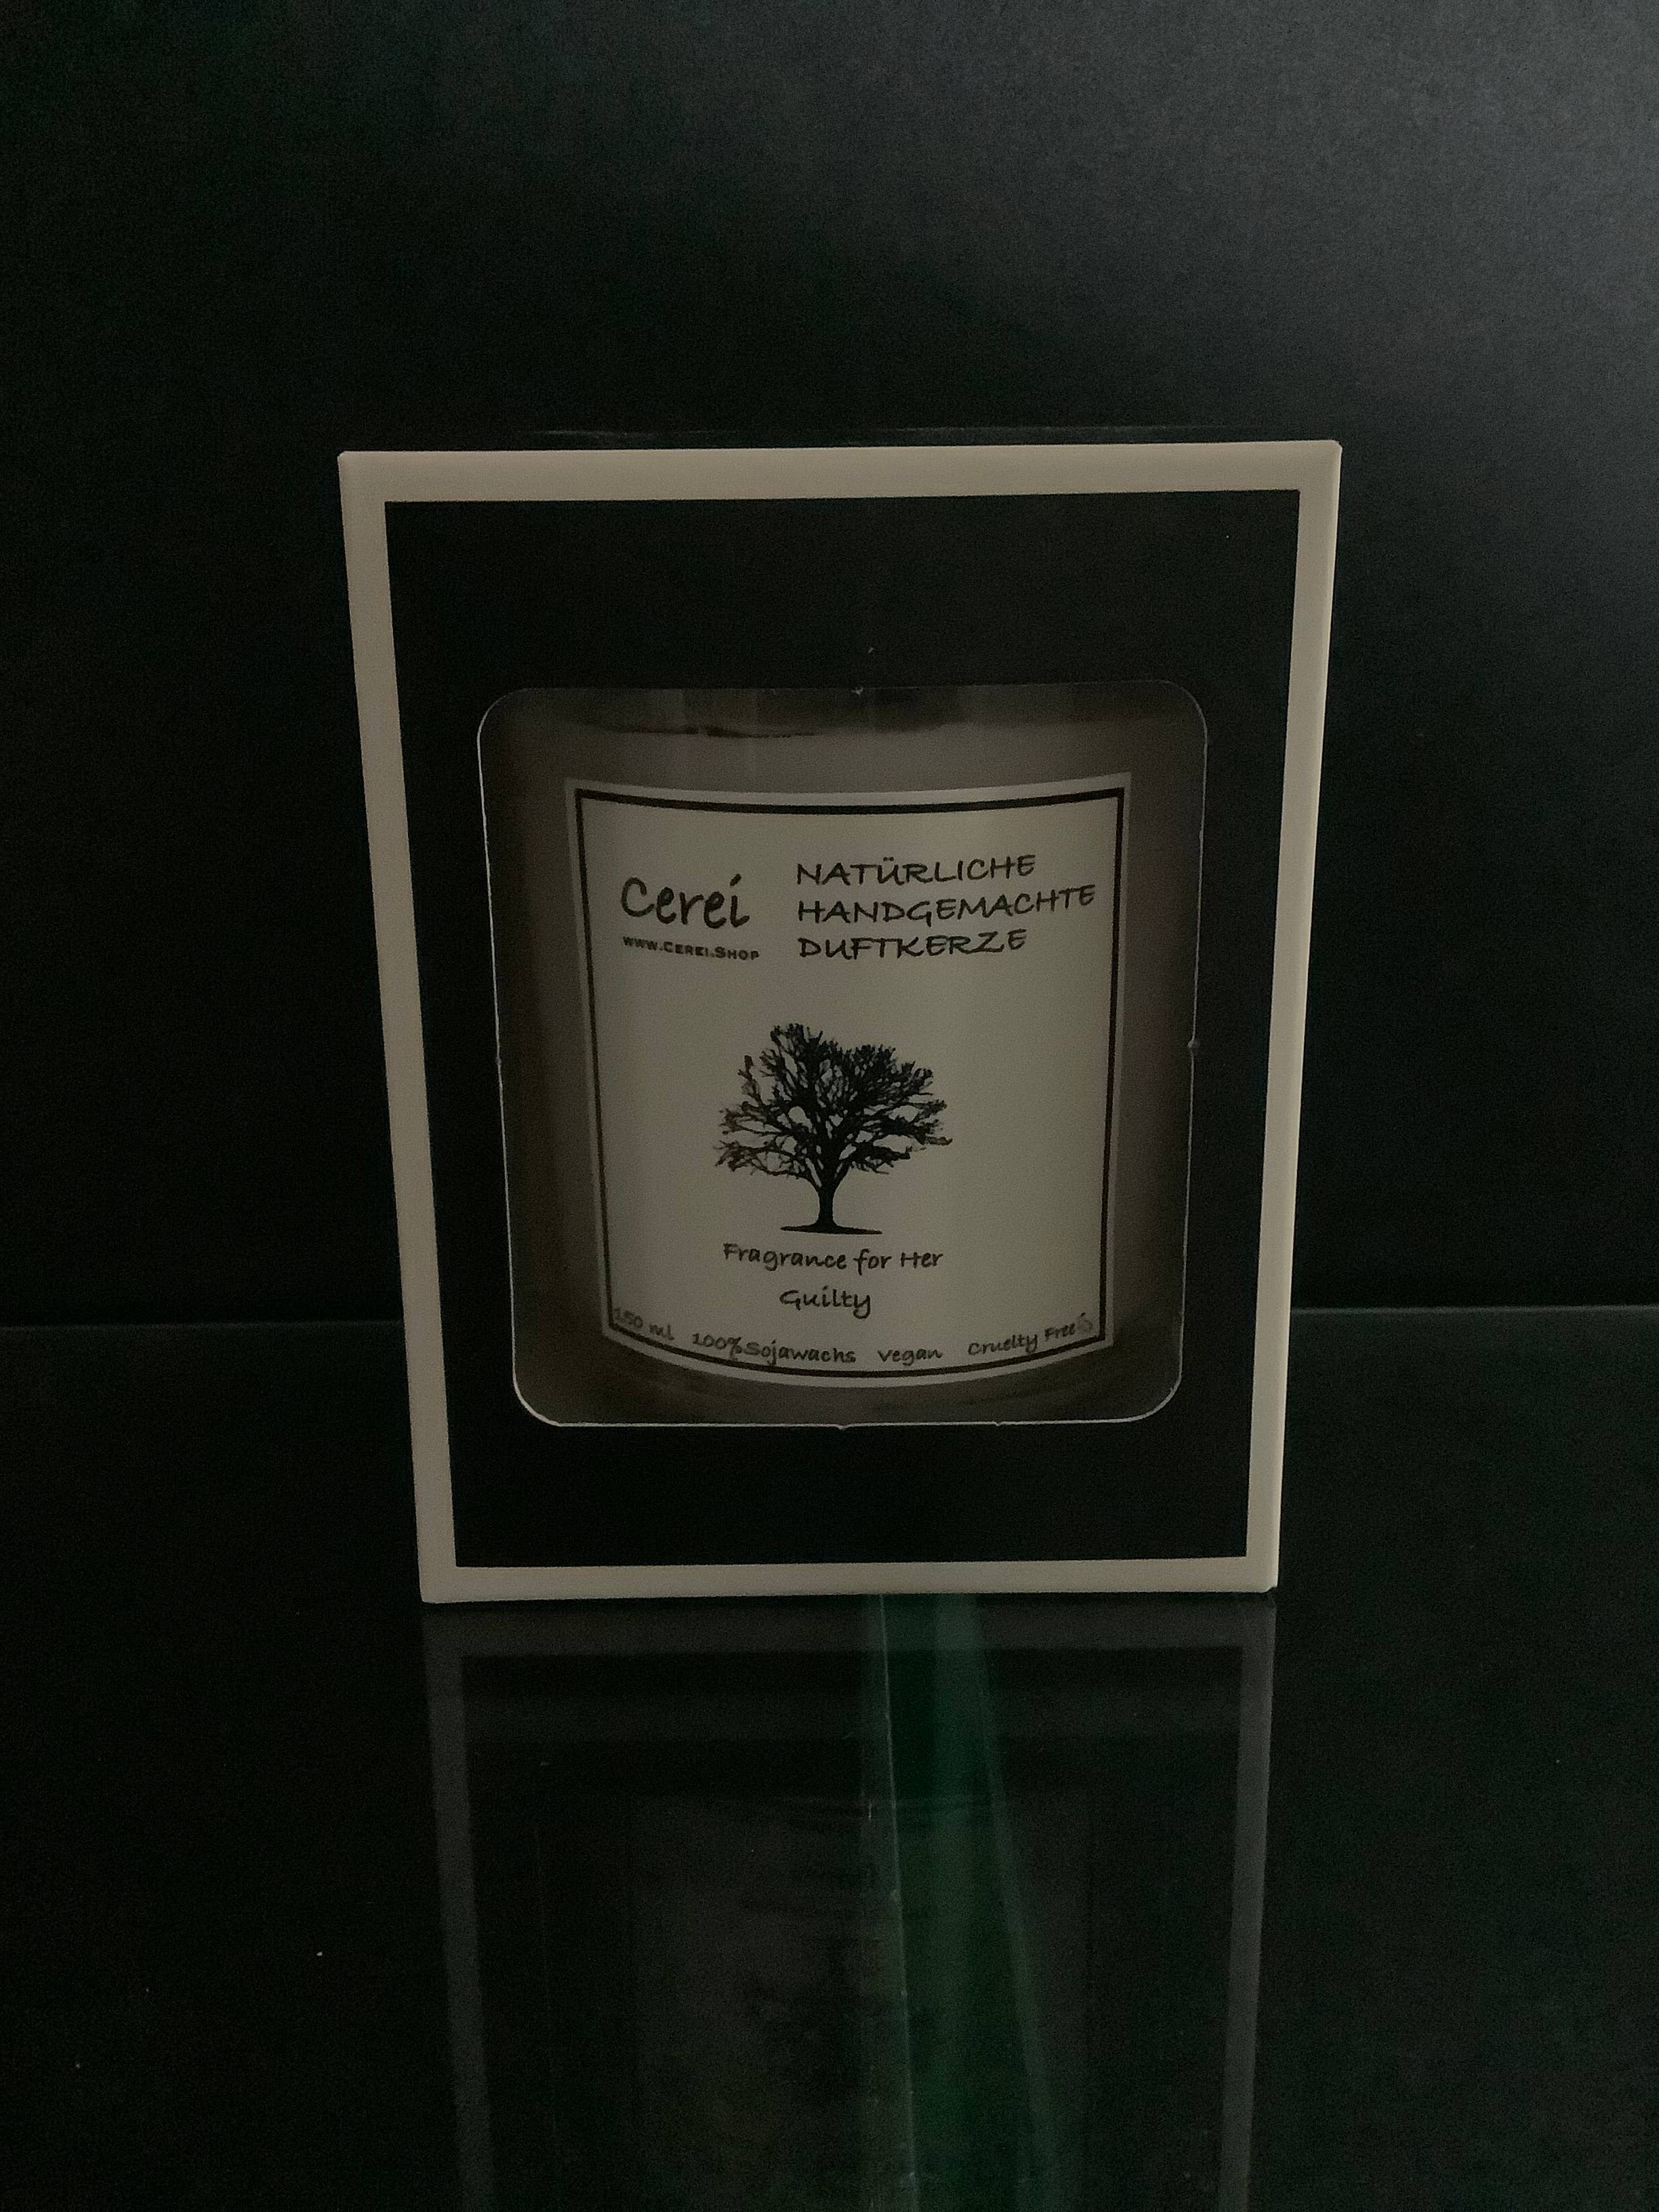 Cerei
www.Cerei.Shop
NATÜRLICHE
HANDGEMACHTE
DUFTKERZE
Fragrance for Her
Guilty
150 ml 100%Sojawachs vegan Cruelty Free